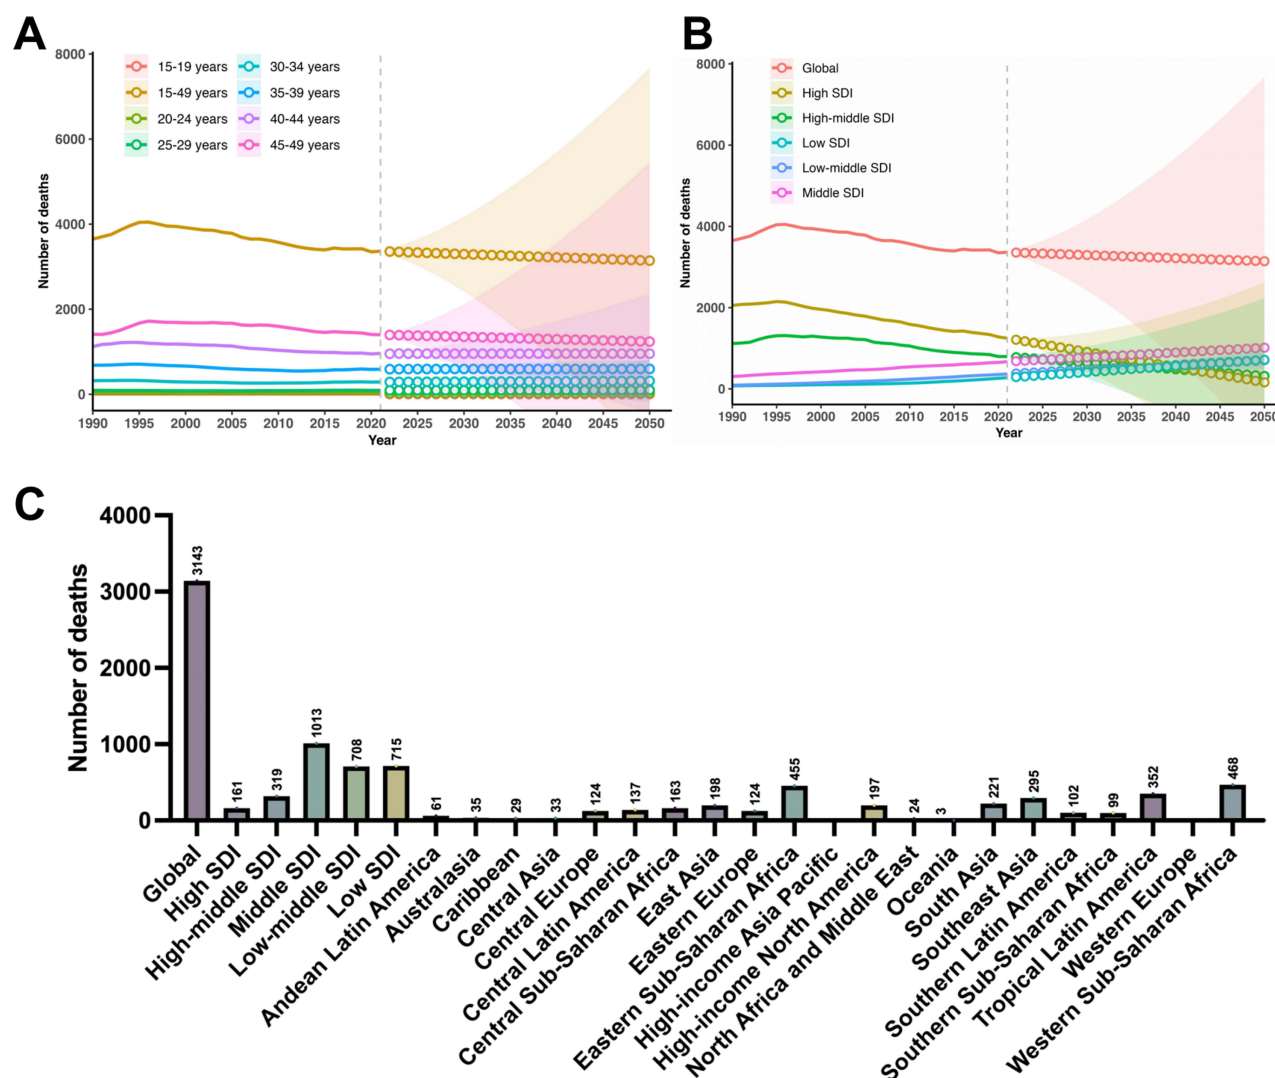 A
8000
6000
4000
2000
0
Number of deaths
15-19 years
15-49 years
20-24 years
25-29 years
30-34 years
35-39 years
40-44 years
45-49 years
1990 1995 2000 2005 2010 2015 2020 2025 2030 2035 2040 2045 2050
Year
B
8000
6000
4000
2000
0
Number of deaths
Global
High SDI
High-middle SDI
Low SDI
Low-middle SDI
Middle SDI
1990 1995 2000 2005 2010 2015 2020 2025 2030 2035 2040 2045 2050
Year
C
4000
3000
2000
1000
0
Number of deaths
3143
161
319
1013
708
715
61
35
29
33
124
137
163
198
124
455
197
24
3
221
295
102
99
352
468
Global
High SDI
High-middle SDI
Middle SDI
Low-middle SDI
Low SDI
Andean Latin America
Australasia
Caribbean
Central Asia
Central Europe
Central Latin America
Central Sub-Saharan Africa
East Asia
Eastern Europe
Eastern Sub-Saharan Africa
High-income Asia Pacific
High-income North America
North Africa and Middle East
Oceania
South Asia
Southeast Asia
Southern Latin America
Southern Sub-Saharan Africa
Tropical Latin America
Western Europe
Western Sub-Saharan Africa